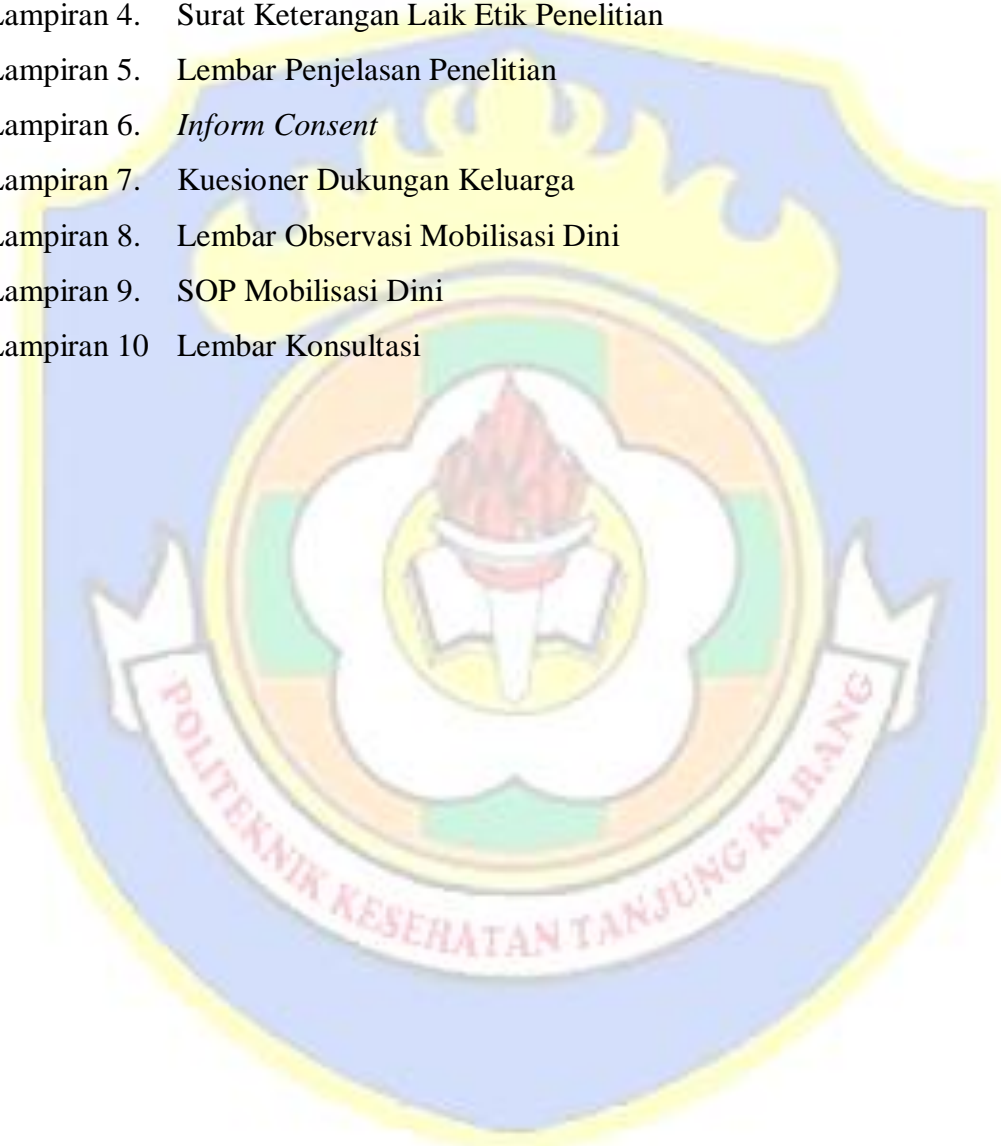 Lampiran 4. Surat Keterangan Laik Etik Penelitian
Lampiran 5. Lembar Penjelasan Penelitian
Lampiran 6. Inform Consent
Lampiran 7. Kuesioner Dukungan Keluarga
Lampiran 8. Lembar Observasi Mobilisasi Dini
Lampiran 9. SOP Mobilisasi Dini
Lampiran 10 Lembar Konsultasi
POLITEKNIK KESEHATAN TANJUNG KARANG